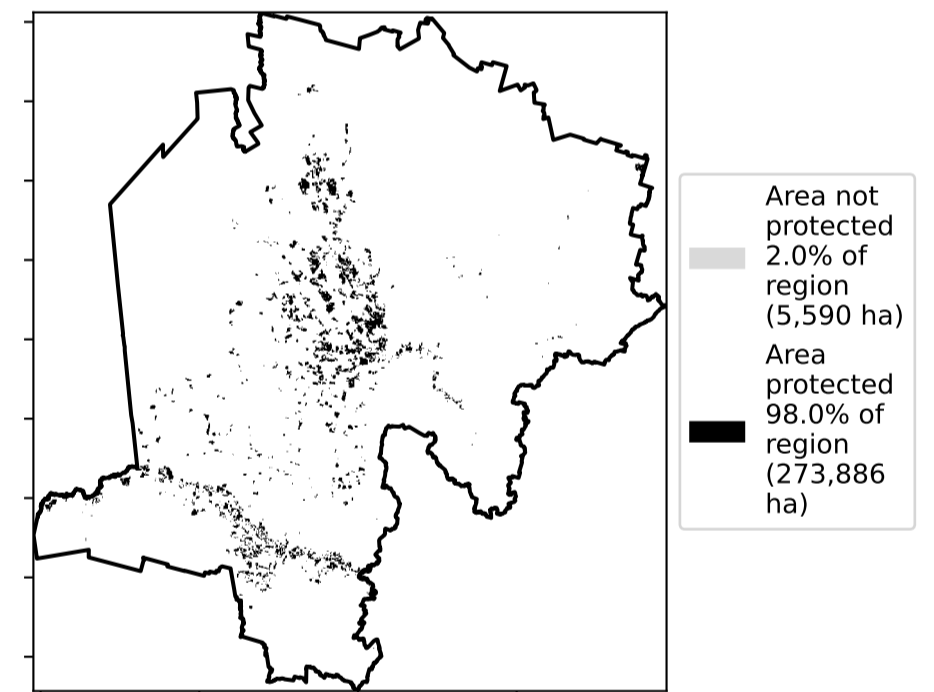 Area not
protected
2.0% of
region
(5,590 ha)
Area
protected
98.0% of
region
(273,886
ha)